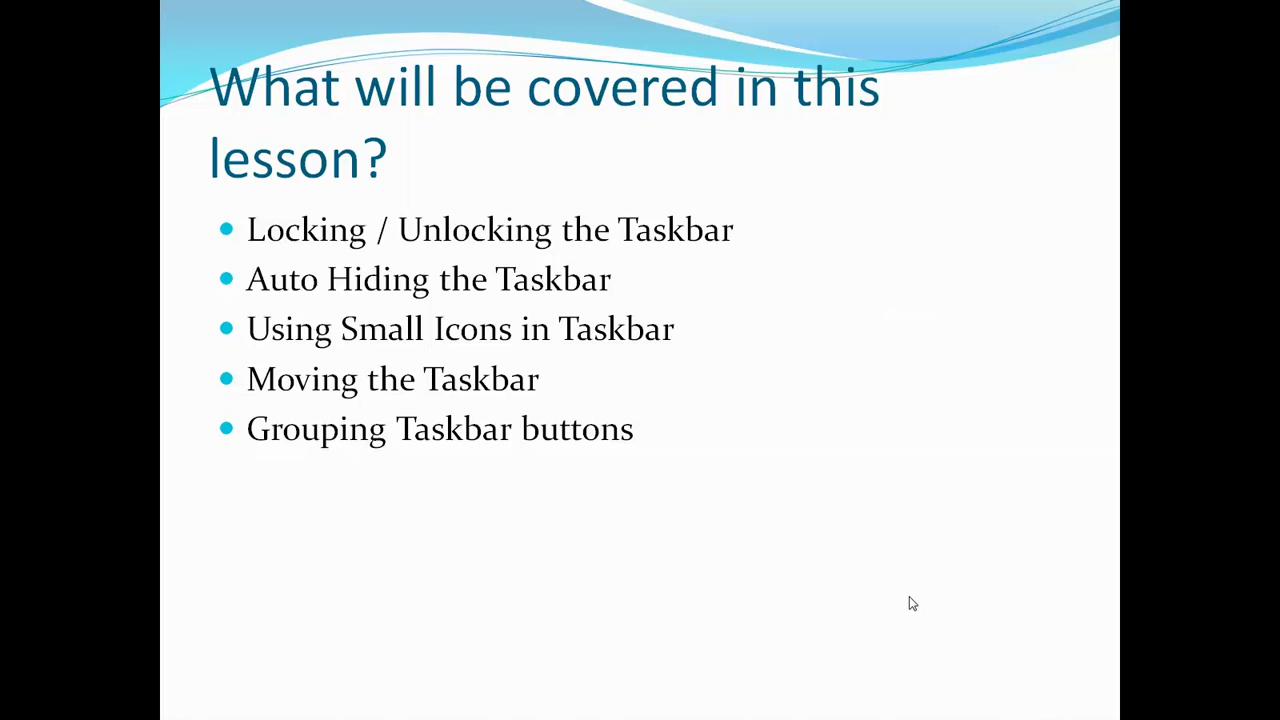 What will be covered in this
lesson?
Locking / Unlocking the Taskbar
Auto Hiding the Taskbar
Using Small Icons in Taskbar
Moving the Taskbar
Grouping Taskbar buttons